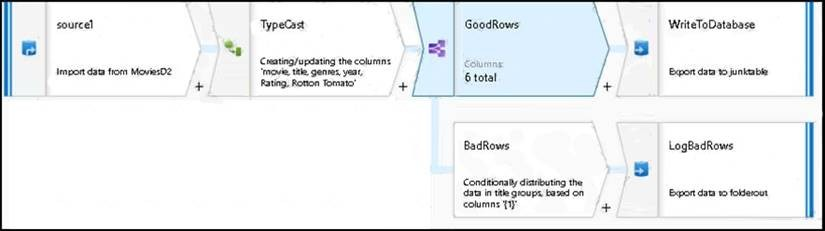 source1
Import data from MoviesD2
+
TypeCast
Creating/updating the columns
'movie, title, genres, year,
Rating, Rotton Tomato'
+
GoodRows
Columns:
6 total
+
WriteToDatabase
Export data to junktable
BadRows
Conditionally distributing the
data in title groups, based on
columns '{1}'
+
LogBadRows
Export data to folderout